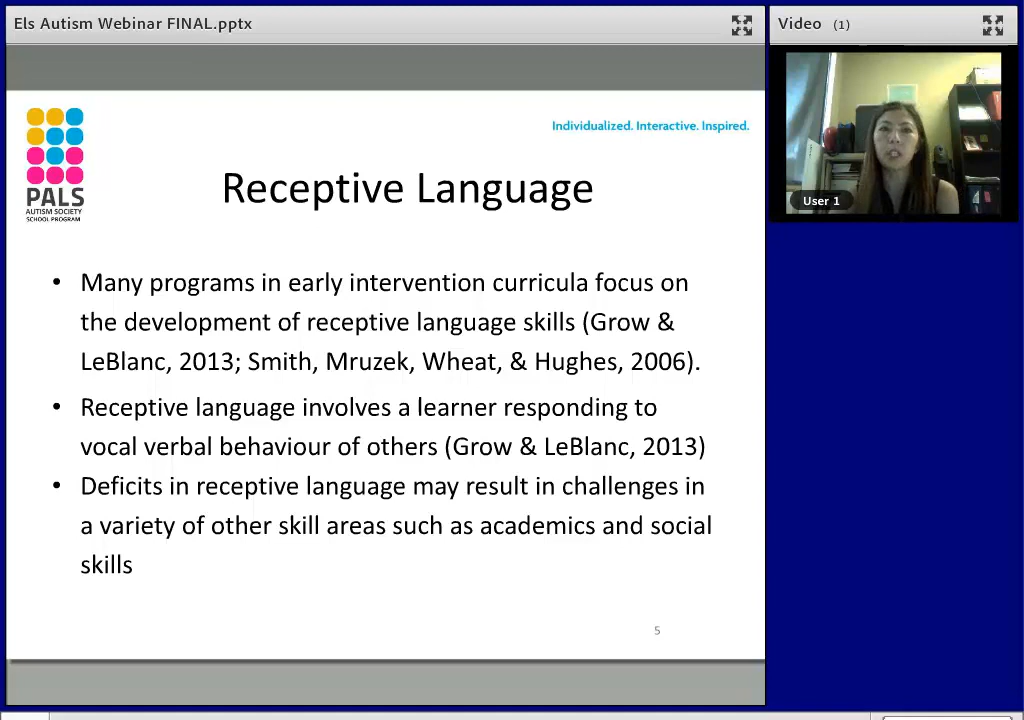 Els Autism Webinar FINAL.pptx
Video (1)
User 1
PALS
AUTISM SOCIETY
SCHOOL PROGRAM
Individualized. Interactive. Inspired.
Receptive Language
• Many programs in early intervention curricula focus on
the development of receptive language skills (Grow &
LeBlanc, 2013; Smith, Mruzek, Wheat, & Hughes, 2006).
• Receptive language involves a learner responding to
vocal verbal behaviour of others (Grow & LeBlanc, 2013)
• Deficits in receptive language may result in challenges in
a variety of other skill areas such as academics and social
skills
5